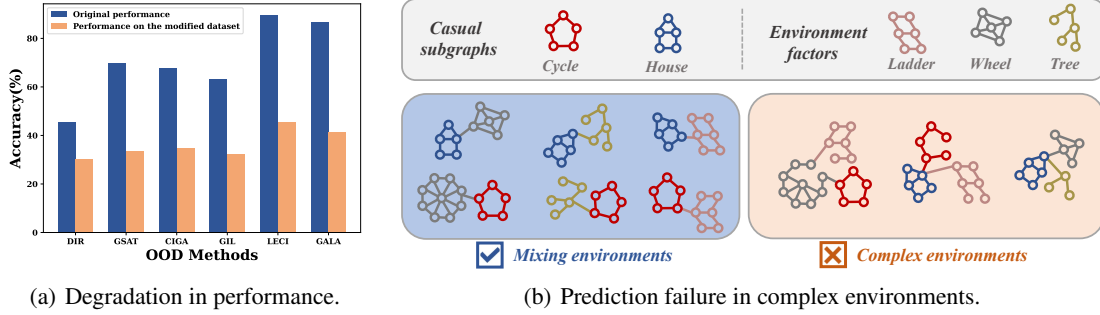 Original performance
Performance on the modified dataset
80
60
40
20
0
Accuracy(%)
DIR GSAT CIGA GIL LECI GALA
OOD Methods
(a) Degradation in performance.
Casual
subgraphs
Cycle
House
Environment
factors
Ladder
Wheel
Tree
Mixing environments
Complex environments
(b) Prediction failure in complex environments.